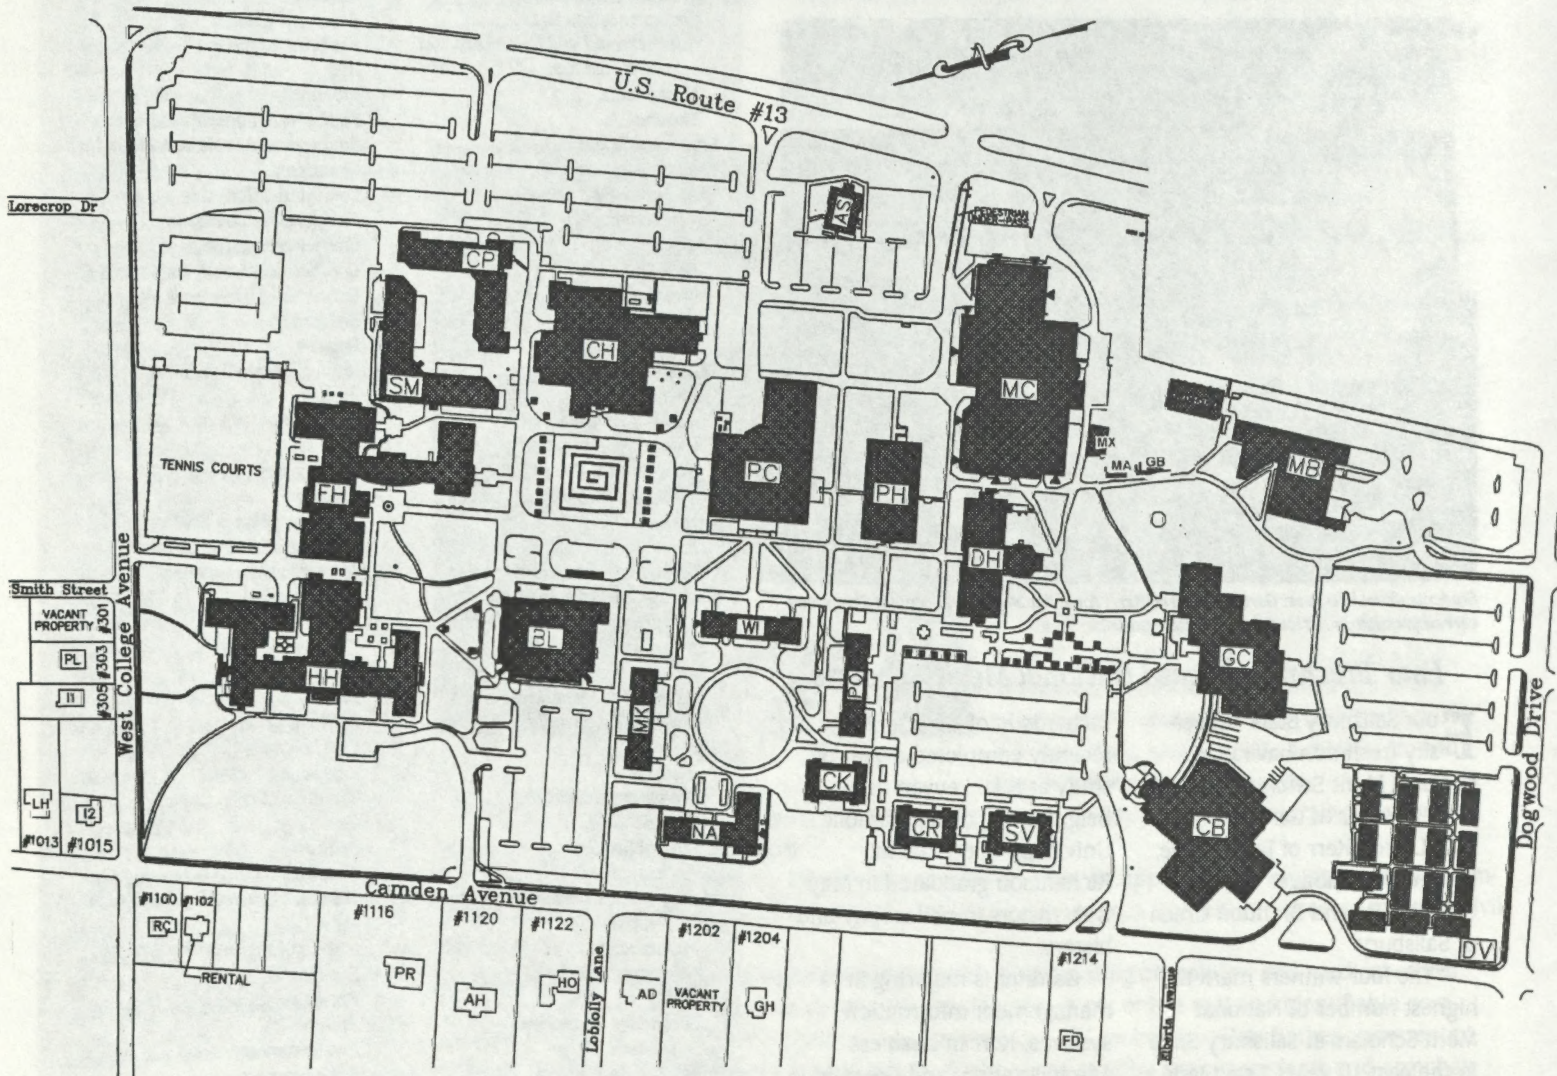 U.S. Route #13
Lorecrop Dr
AS
CP
CH
SM
MC
TENNIS COURTS
FH
PC
PH
MX
MA
GB
MB
DH
Smith Street
West College Avenue
VACANT
PROPERTY
#301
PL
#303
11
#305
LH
12
#1013
#1015
HH
BL
WI
MK
PO
GC
CK
NA
CR
SV
CB
Dogwood Drive
DV
Camden Avenue
#1100
#1102
RC
RENTAL
#1116
PR
#1120
AH
#1122
HO
Loblolly Lane
#1202
AD
VACANT
PROPERTY
#1204
GH
#1214
FD